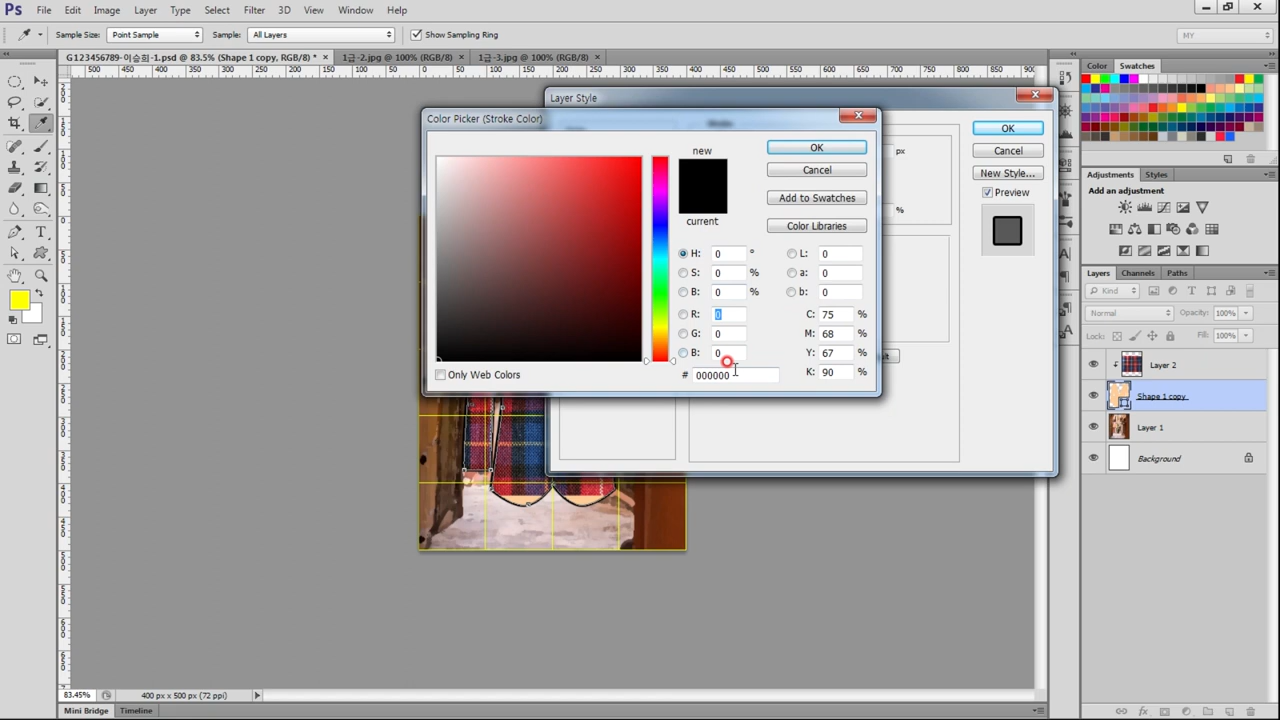 Ps File Edit Image Layer Type Select Filter 3D View Window Help
Sample Size: Point Sample Sample: All Layers Show Sampling Ring MY
G123456789-이승희-1.psd @ 83.5% (Shape 1 copy, RGB/8) * × 1급-2.jpg @ 100% (RGB/8) × 1급-3.jpg @ 100% (RGB/8) ×
500 450 400 350 300 250 200 150 100 50 0 50 100 150 200 250 300 350 400 450 500 550 600 650 700 750 800 850 900
Layer Style
Color Picker (Stroke Color)
new
current
OK
Cancel
Add to Swatches
Color Libraries
H: 0 °
S: 0 %
B: 0 %
R: 0
G: 0
B: 0
# 000000
L: 0
a: 0
b: 0
C: 75 %
M: 68 %
Y: 67 %
K: 90 %
Only Web Colors
px
%
OK
Cancel
New Style...
Preview
Color Swatches
Adjustments Styles
Add an adjustment
Layers Channels Paths
Kind
Normal Opacity: 100%
Lock: Fill: 100%
Layer 2
Shape 1 copy
Layer 1
Background
83.45% 400 px x 500 px (72 ppi)
Mini Bridge Timeline